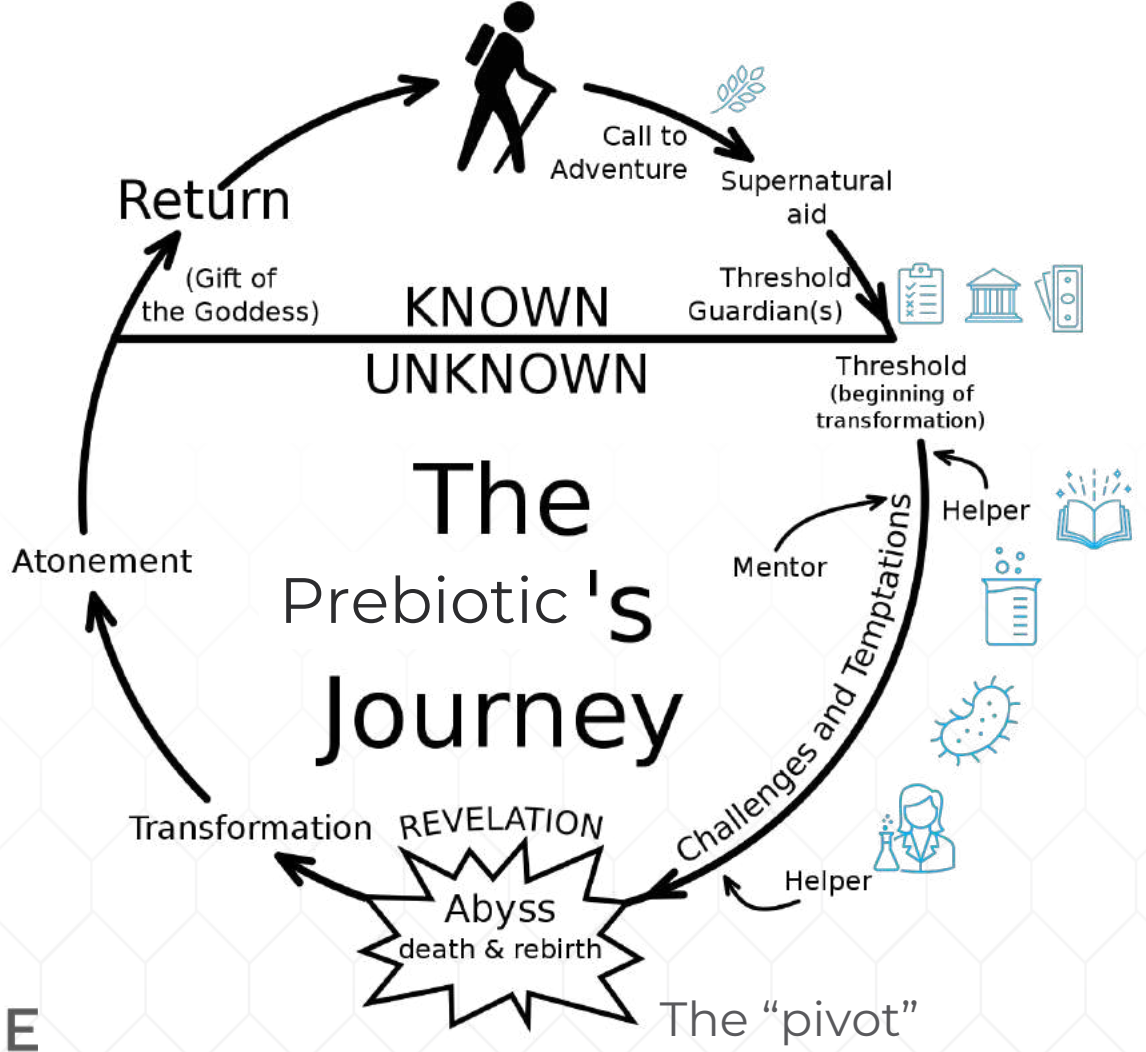 Call to
Adventure
Supernatural
aid
Return
(Gift of
the Goddess)
KNOWN
Threshold
Guardian(s)
UNKNOWN
Threshold
(beginning of
transformation)
The
Prebiotic's
Journey
Helper
Mentor
Challenges and Temptations
Atonement
Transformation
REVELATION
Abyss
death & rebirth
Helper
The “pivot”
E